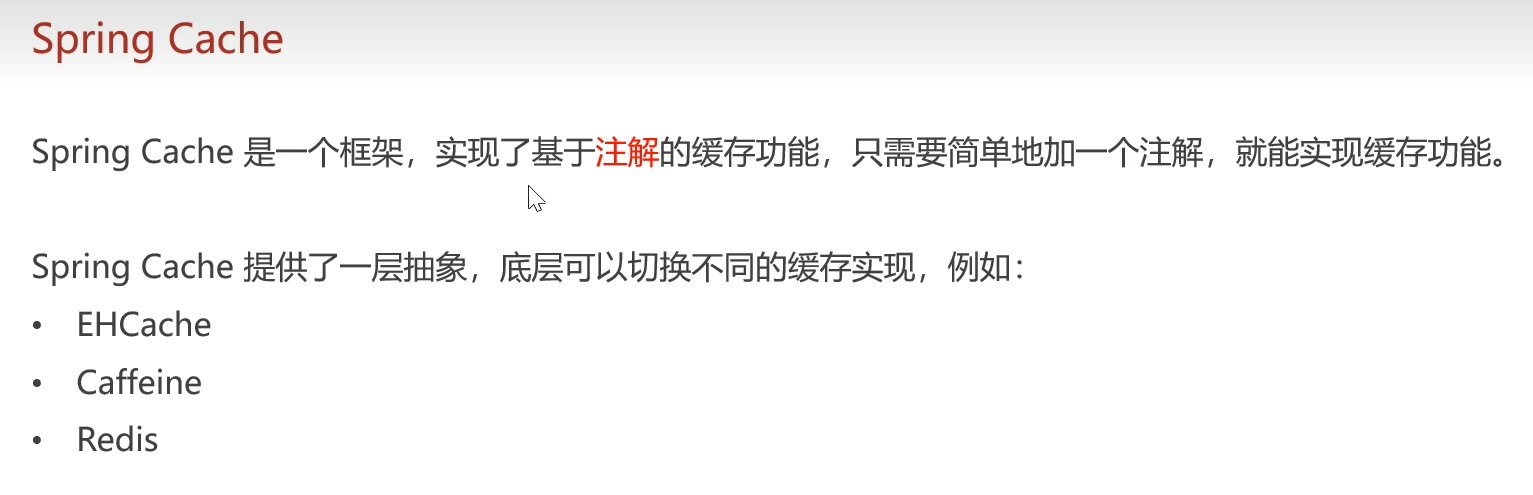 Spring Cache
Spring Cache 是一个框架，实现了基于注解的缓存功能，只需要简单地加一个注解，就能实现缓存功能。
Spring Cache 提供了一层抽象，底层可以切换不同的缓存实现，例如：
• EHCache
• Caffeine
• Redis